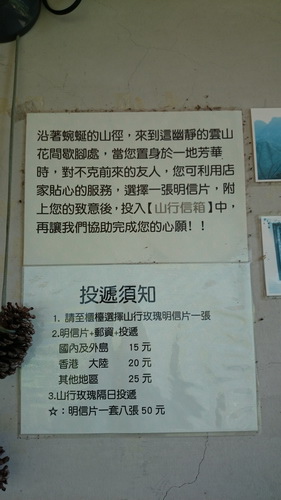 沿著蜿蜒的山徑，來到這幽靜的雲山
花間歇腳處，當您置身於一地芳華
時，對不克前來的友人，您可利用店
家貼心的服務，選擇一張明信片，附
上您的致意後，投入【山行信箱】中，
再讓我們協助完成您的心願！！
投遞須知
1. 請至櫃檯選擇山行玫瑰明信片一張
2.明信片+郵資+投遞
國內及外島 15 元
香港 大陸 20 元
其他地區 25 元
3.山行玫瑰隔日投遞
☆：明信片一套八張 50 元